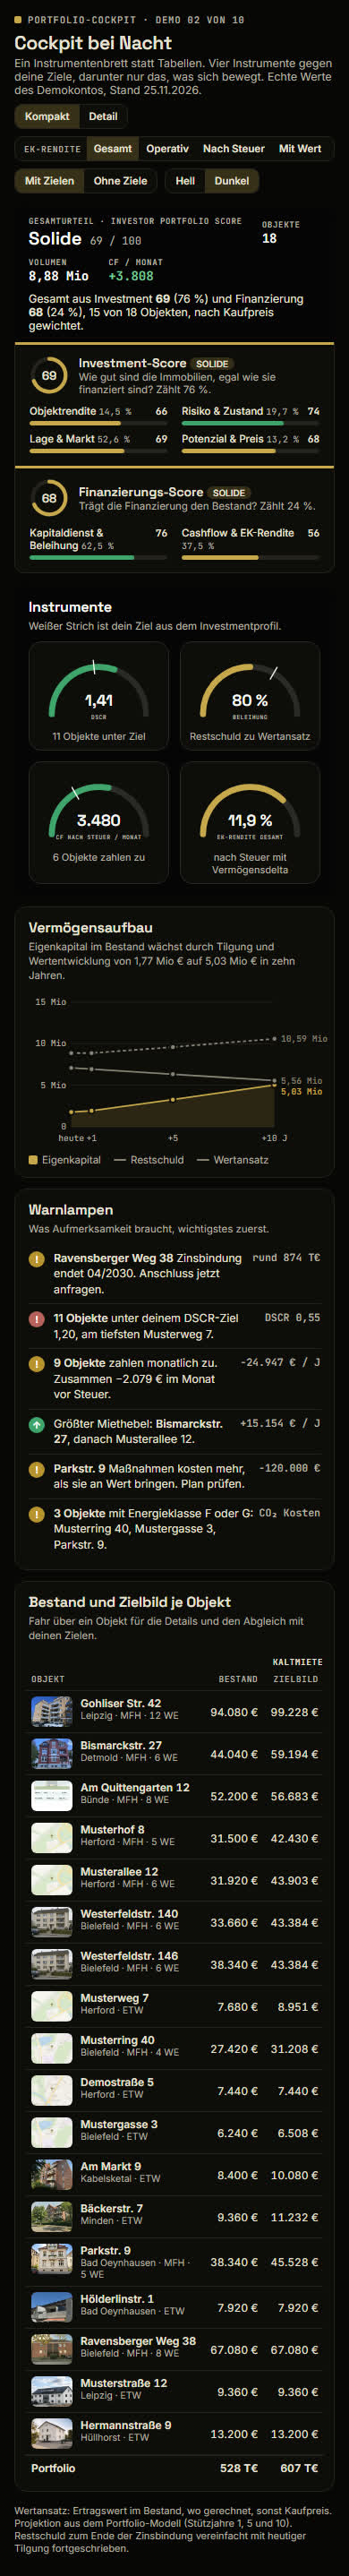 PORTFOLIO-COCKPIT · DEMO 02 VON 10
Cockpit bei Nacht
Ein Instrumentenbrett statt Tabellen. Vier Instrumente gegen
deine Ziele, darunter nur das, was sich bewegt. Echte Werte
des Demokontos, Stand 25.11.2026.
Kompakt Detail
EK-RENDITE Gesamt Operativ Nach Steuer Mit Wert
Mit Zielen Ohne Ziele Hell Dunkel
GESAMTURTEIL · INVESTOR PORTFOLIO SCORE
Solide 69 / 100
OBJEKTE
18
VOLUMEN
8,88 Mio
CF / MONAT
+3.808
Gesamt aus Investment 69 (76 %) und Finanzierung
68 (24 %), 15 von 18 Objekten, nach Kaufpreis
gewichtet.
69
Investment-Score SOLIDE
Wie gut sind die Immobilien, egal wie sie
finanziert sind? Zählt 76 %.
Objektrendite 14,5 % 66
Risiko & Zustand 19,7 % 74
Lage & Markt 52,6 % 69
Potenzial & Preis 13,2 % 68
68
Finanzierungs-Score SOLIDE
Trägt die Finanzierung den Bestand? Zählt 24 %.
Kapitaldienst &
Beleihung 62,5 % 76
Cashflow & EK-Rendite
37,5 % 56
Instrumente
Weißer Strich ist dein Ziel aus dem Investmentprofil.
1,41
DSCR
11 Objekte unter Ziel
80 %
BELEIHUNG
Restschuld zu Wertansatz
3.480
CF NACH STEUER / MONAT
6 Objekte zahlen zu
11,9 %
EK-RENDITE GESAMT
nach Steuer mit
Vermögensdelta
Vermögensaufbau
Eigenkapital im Bestand wächst durch Tilgung und
Wertentwicklung von 1,77 Mio € auf 5,03 Mio € in zehn
Jahren.
15 Mio
10 Mio
5 Mio
0
10,59 Mio
5,56 Mio
5,03 Mio
heute +1 +5 +10 J
Eigenkapital Restschuld Wertansatz
Warnlampen
Was Aufmerksamkeit braucht, wichtigstes zuerst.
! Ravensberger Weg 38 Zinsbindung rund 874 T€
endet 04/2030. Anschluss jetzt
anfragen.
! 11 Objekte unter deinem DSCR-Ziel DSCR 0,55
1,20, am tiefsten Musterweg 7.
! 9 Objekte zahlen monatlich zu. -24.947 € / J
Zusammen −2.079 € im Monat
vor Steuer.
↑ Größter Miethebel: Bismarckstr. +15.154 € / J
27, danach Musterallee 12.
! Parkstr. 9 Maßnahmen kosten mehr, -120.000 €
als sie an Wert bringen. Plan prüfen.
! 3 Objekte mit Energieklasse F oder G: CO₂ Kosten
Musterring 40, Mustergasse 3,
Parkstr. 9.
Bestand und Zielbild je Objekt
Fahr über ein Objekt für die Details und den Abgleich mit
deinen Zielen.
KALTMIETE
OBJEKT BESTAND ZIELBILD
Gohliser Str. 42
Leipzig · MFH · 12 WE
94.080 € 99.228 €
Bismarckstr. 27
Detmold · MFH · 6 WE
44.040 € 59.194 €
Am Quittengarten 12
Bünde · MFH · 8 WE
52.200 € 56.683 €
Musterhof 8
Herford · MFH · 5 WE
31.500 € 42.430 €
Musterallee 12
Herford · MFH · 6 WE
31.920 € 43.903 €
Westerfeldstr. 140
Bielefeld · MFH · 6 WE
33.660 € 43.384 €
Westerfeldstr. 146
Bielefeld · MFH · 6 WE
38.340 € 43.384 €
Musterweg 7
Herford · ETW
7.680 € 8.951 €
Musterring 40
Bielefeld · MFH · 4 WE
27.420 € 31.208 €
Demostraße 5
Herford · ETW
7.440 € 7.440 €
Mustergasse 3
Bielefeld · ETW
6.240 € 6.508 €
Am Markt 9
Kabelsketal · ETW
8.400 € 10.080 €
Bäckerstr. 7
Minden · ETW
9.360 € 11.232 €
Parkstr. 9
Bad Oeynhausen · MFH ·
5 WE
38.340 € 45.528 €
Hölderlinstr. 1
Bad Oeynhausen · ETW
7.920 € 7.920 €
Ravensberger Weg 38
Bielefeld · MFH · 8 WE
67.080 € 67.080 €
Musterstraße 12
Leipzig · ETW
9.360 € 9.360 €
Hermannstraße 9
Hüllhorst · ETW
13.200 € 13.200 €
Portfolio 528 T€ 607 T€
Wertansatz: Ertragswert im Bestand, wo gerechnet, sonst Kaufpreis.
Projektion aus dem Portfolio-Modell (Stützjahre 1, 5 und 10).
Restschuld zum Ende der Zinsbindung vereinfacht mit heutiger
Tilgung fortgeschrieben.